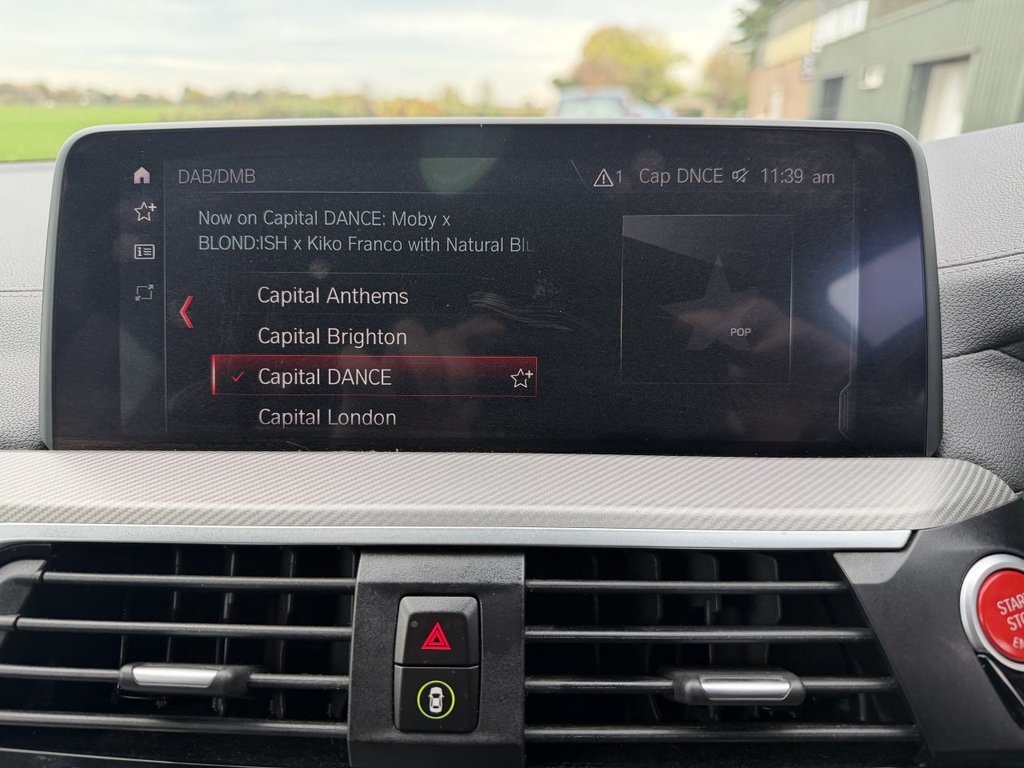 DAB/DMB
1 Cap DNCE 11:39 am
Now on Capital DANCE: Moby x
BLOND:ISH x Kiko Franco with Natural Blu
Capital Anthems
Capital Brighton
Capital DANCE
Capital London
POP
START